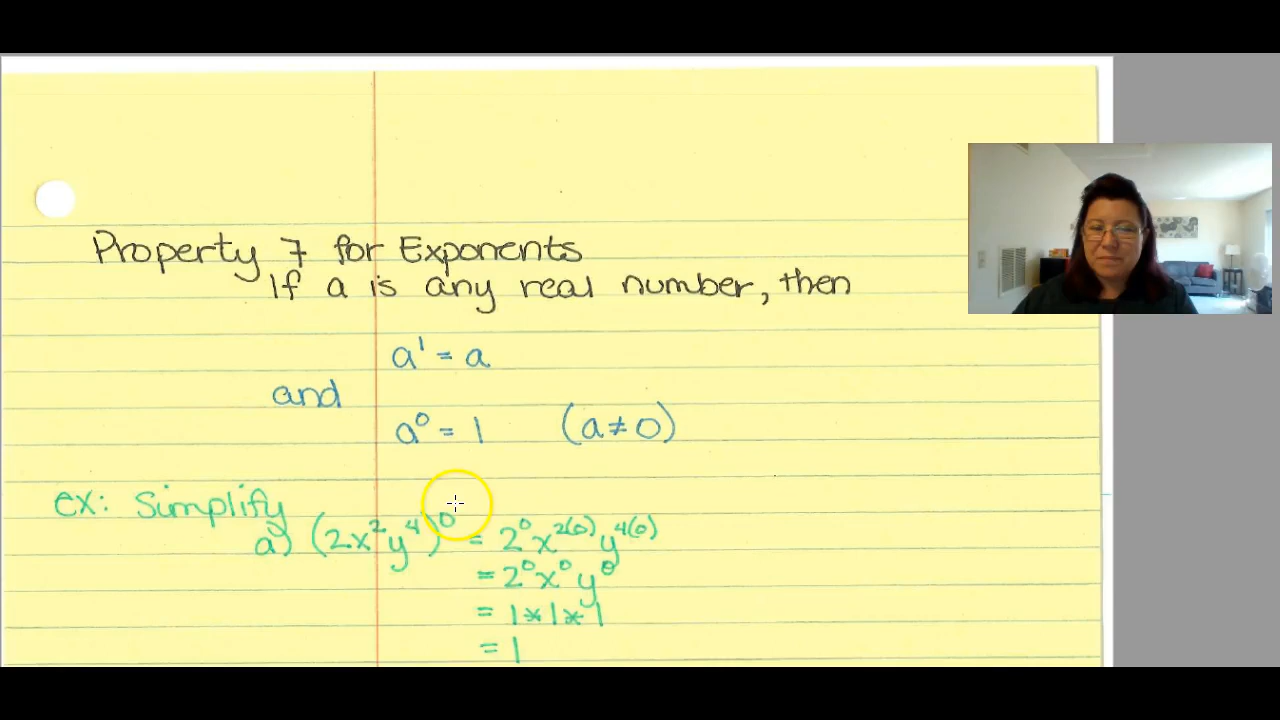 Property 7 for Exponents
If a is any real number, then
a¹ = a
and
a⁰ = 1 (a ≠ 0)
ex: Simplify
a) (2x²y⁴)⁰ = 2⁰x²⁽⁰⁾y⁴⁽⁰⁾
= 2⁰x⁰y⁰
= 1 * 1 * 1
= 1